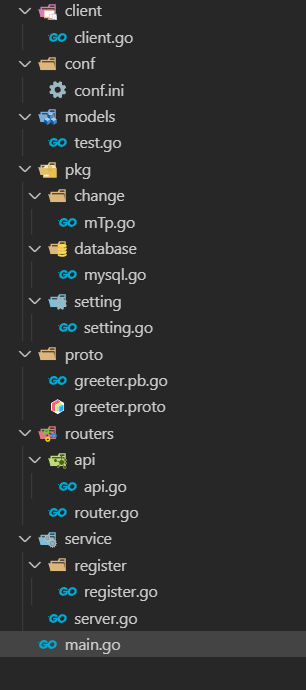 client
GO client.go
conf
conf.ini
models
GO test.go
pkg
change
GO mTp.go
database
GO mysql.go
setting
GO setting.go
proto
GO greeter.pb.go
greeter.proto
routers
api
GO api.go
GO router.go
service
register
GO register.go
GO server.go
GO main.go